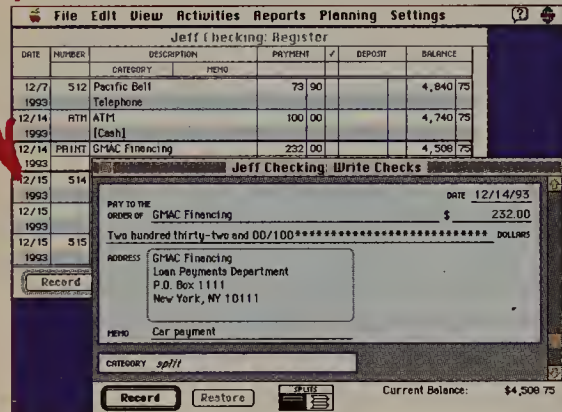 File Edit View Activities Reports Planning Settings
Jeff Checking: Register
DATE NUMBER DESCRIPTION PAYMENT ✓ DEPOSIT BALANCE
CATEGORY MEMO
12/7 512 Pacific Bell 73 90 4,840 75
1993 Telephone
12/14 ATM ATM 100 00 4,740 75
1993 [Cash]
12/14 PRINT GMAC Financing 232 00 4,508 75
1993
12/15 514
1993
12/15
1993
12/15 515
1993
Record
Jeff Checking: Write Checks
DATE 12/14/93
PAY TO THE
ORDER OF GMAC Financing $ 232.00
Two hundred thirty-two and 00/100***************************** DOLLARS
ADDRESS GMAC Financing
Loan Payments Department
P.O. Box 1111
New York, NY 10111
MEMO Car payment
CATEGORY split
Record Restore SPLITS Current Balance: $4,508 75